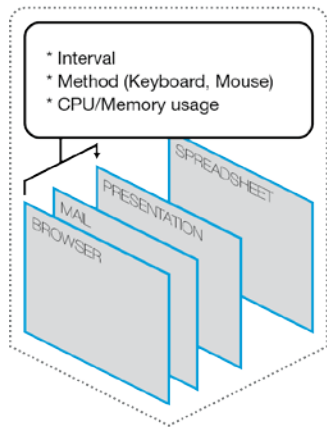 * Interval
* Method (Keyboard, Mouse)
* CPU/Memory usage
SPREADSHEET
PRESENTATION
MAIL
BROWSER